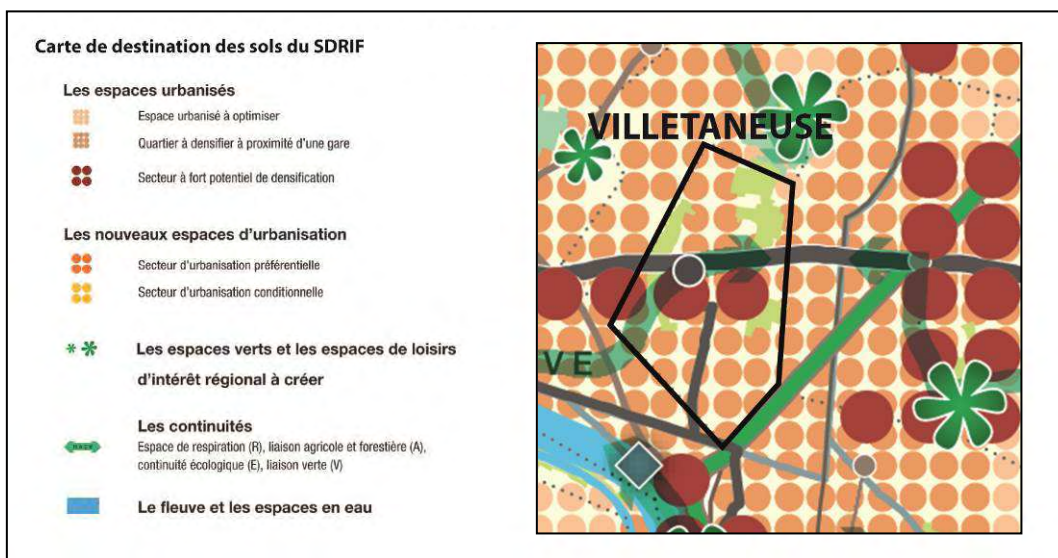 Carte de destination des sols du SDRIF
Les espaces urbanisés
Espace urbanisé à optimiser
Quartier à densifier à proximité d'une gare
Secteur à fort potentiel de densification
Les nouveaux espaces d'urbanisation
Secteur d'urbanisation préférentielle
Secteur d'urbanisation conditionnelle
Les espaces verts et les espaces de loisirs
d'intérêt régional à créer
Les continuités
Espace de respiration (R), liaison agricole et forestière (A),
continuité écologique (E), liaison verte (V)
Le fleuve et les espaces en eau
VILLETANEUSE
V E